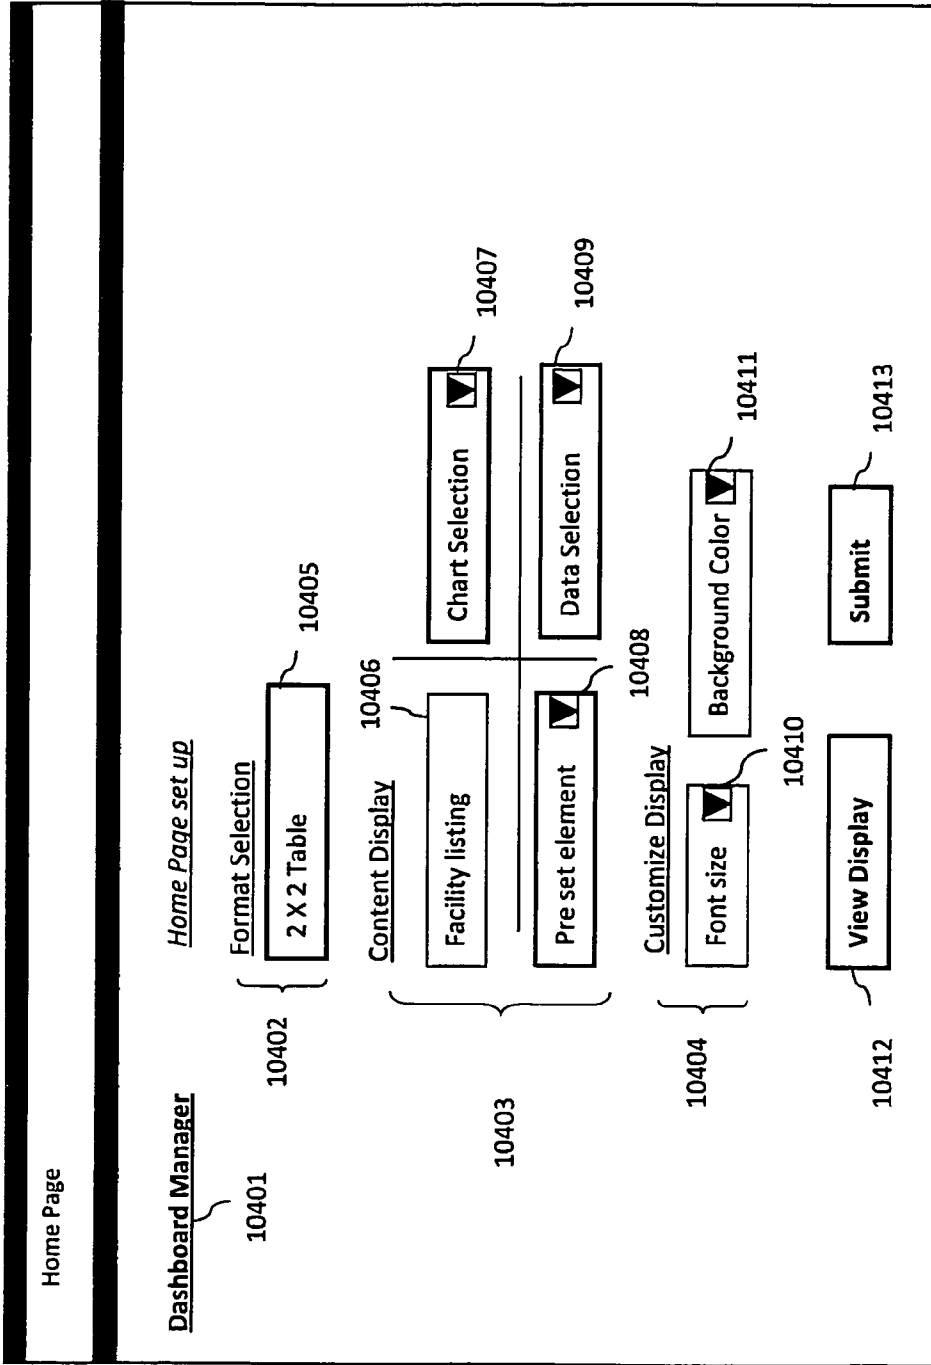 Home Page
Dashboard Manager
10401
Home Page set up
Format Selection
10402
2 X 2 Table
10405
Content Display
10403
10406
Facility listing
Chart Selection
10407
Pre set element
10408
Data Selection
10409
Customize Display
10404
Font size
10410
Background Color
10411
10412
View Display
Submit
10413